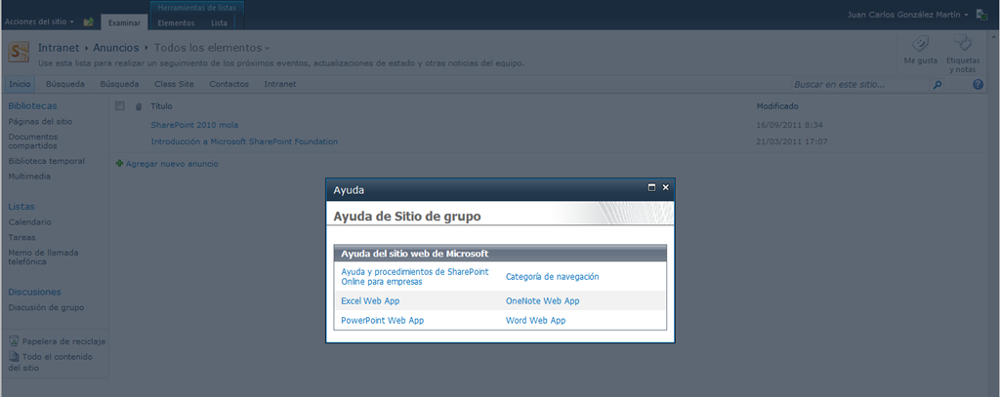 Herramientas de listas
Acciones del sitio
Examinar
Elementos
Lista
Juan Carlos González Martín
Intranet
Anuncios
Todos los elementos
Use esta lista para realizar un seguimiento de los próximos eventos, actualizaciones de estado y otras noticias del equipo.
Me gusta
Etiquetas
y notas
Inicio
Búsqueda
Búsqueda
Class Site
Contactos
Intranet
Buscar en este sitio...
Bibliotecas
Páginas del sitio
Documentos
compartidos
Biblioteca temporal
Multimedia
Listas
Calendario
Tareas
Memo de llamada
telefónica
Discusiones
Discusión de grupo
Papelera de reciclaje
Todo el contenido
del sitio
Título
Modificado
SharePoint 2010 mola
16/09/2011 8:34
Introducción a Microsoft SharePoint Foundation
21/03/2011 17:07
Agregar nuevo anuncio
Ayuda
Ayuda de Sitio de grupo
Ayuda del sitio web de Microsoft
Ayuda y procedimientos de SharePoint
Online para empresas
Categoría de navegación
Excel Web App
OneNote Web App
PowerPoint Web App
Word Web App